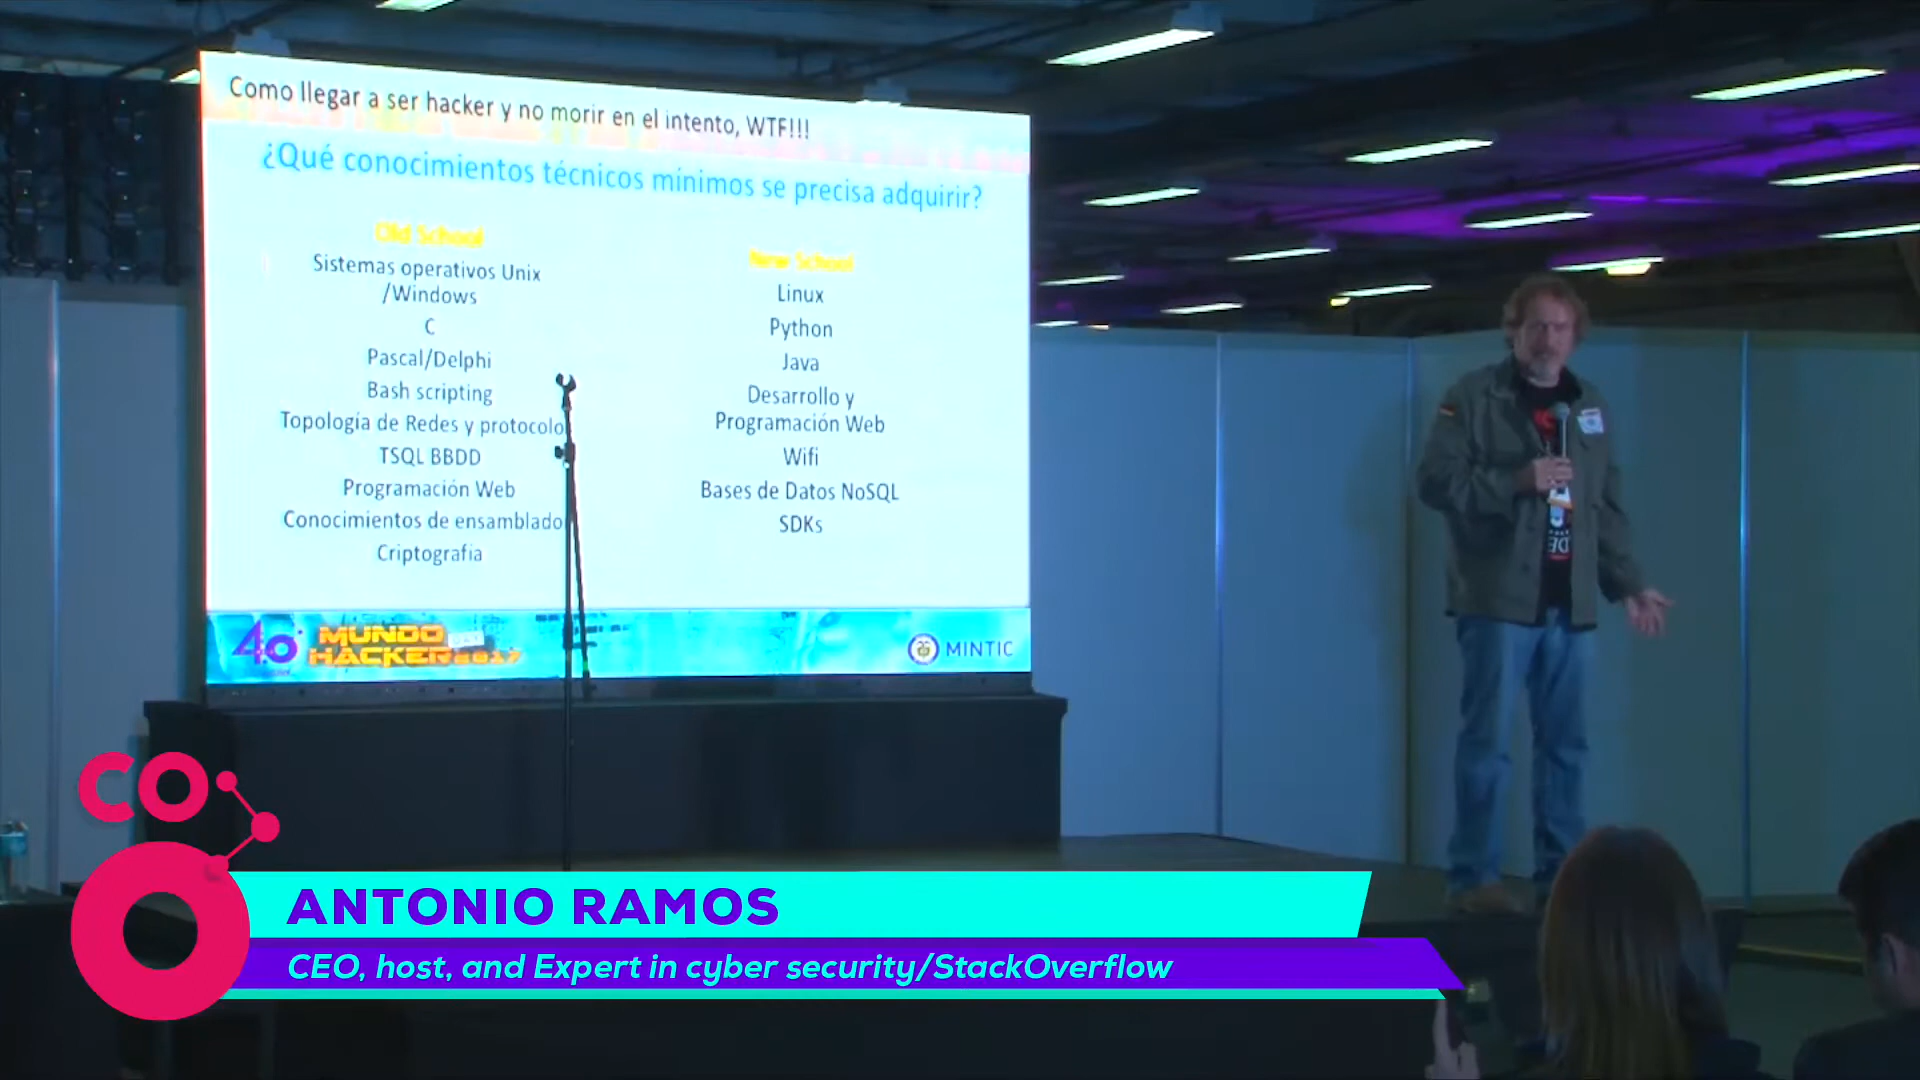 Como llegar a ser hacker y no morir en el intento, WTF!!!
¿Qué conocimientos técnicos mínimos se precisa adquirir?
Old School
Sistemas operativos Unix
/Windows
C
Pascal/Delphi
Bash scripting
Topología de Redes y protocolo
TSQL BBDD
Programación Web
Conocimientos de ensamblado
Criptografia
New School
Linux
Python
Java
Desarrollo y
Programación Web
Wifi
Bases de Datos NoSQL
SDKs
4.0
MUNDO
HACKER 2017
MINTIC
CO
ANTONIO RAMOS
CEO, host, and Expert in cyber security/StackOverflow